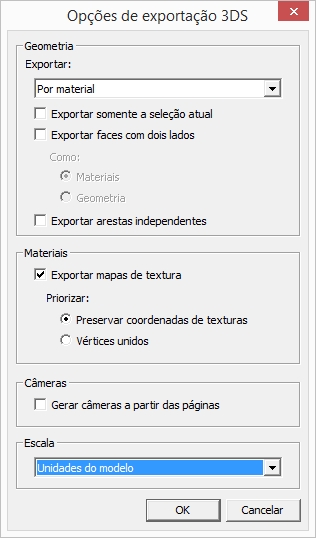 Opções de exportação 3DS
Geometria
Exportar:
Por material
Exportar somente a seleção atual
Exportar faces com dois lados
Como:
Materiais
Geometria
Exportar arestas independentes
Materiais
Exportar mapas de textura
Priorizar:
Preservar coordenadas de texturas
Vértices unidos
Câmeras
Gerar câmeras a partir das páginas
Escala
Unidades do modelo
OK Cancelar